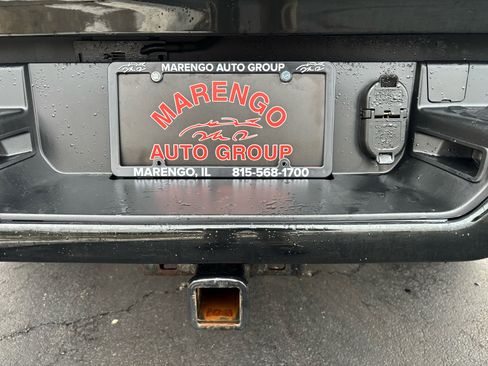 MARENGO AUTO GROUP
MARENGO
AUTO GROUP
MARENGO, IL 815-568-1700